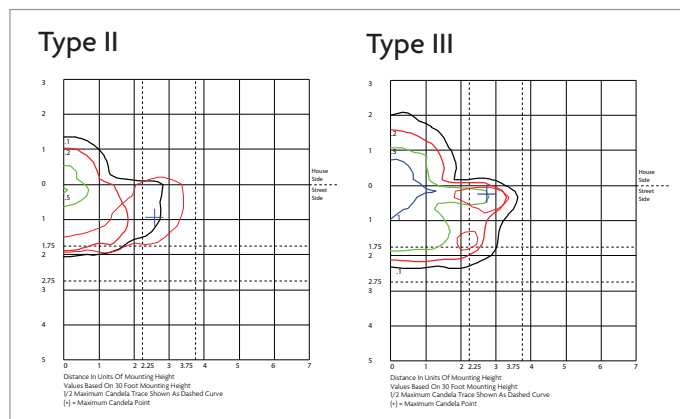 Type II
3
2
1
0
1
1.75
2
2.75
3
4
5
.1
.2
.5
House
Side
Street
Side
0 1 2 2.25 3 3.75 4 5 6 7
Distance In Units Of Mounting Height
Values Based On 30 Foot Mounting Height
1/2 Maximum Candela Trace Shown As Dashed Curve
(+) = Maximum Candela Point
Type III
3
2
1
0
1
1.75
2
2.75
3
4
5
.2
.5
.1
.1
House
Side
Street
Side
0 1 2 2.25 3 3.75 4 5 6 7
Distance In Units Of Mounting Height
Values Based On 30 Foot Mounting Height
1/2 Maximum Candela Trace Shown As Dashed Curve
(+) = Maximum Candela Point